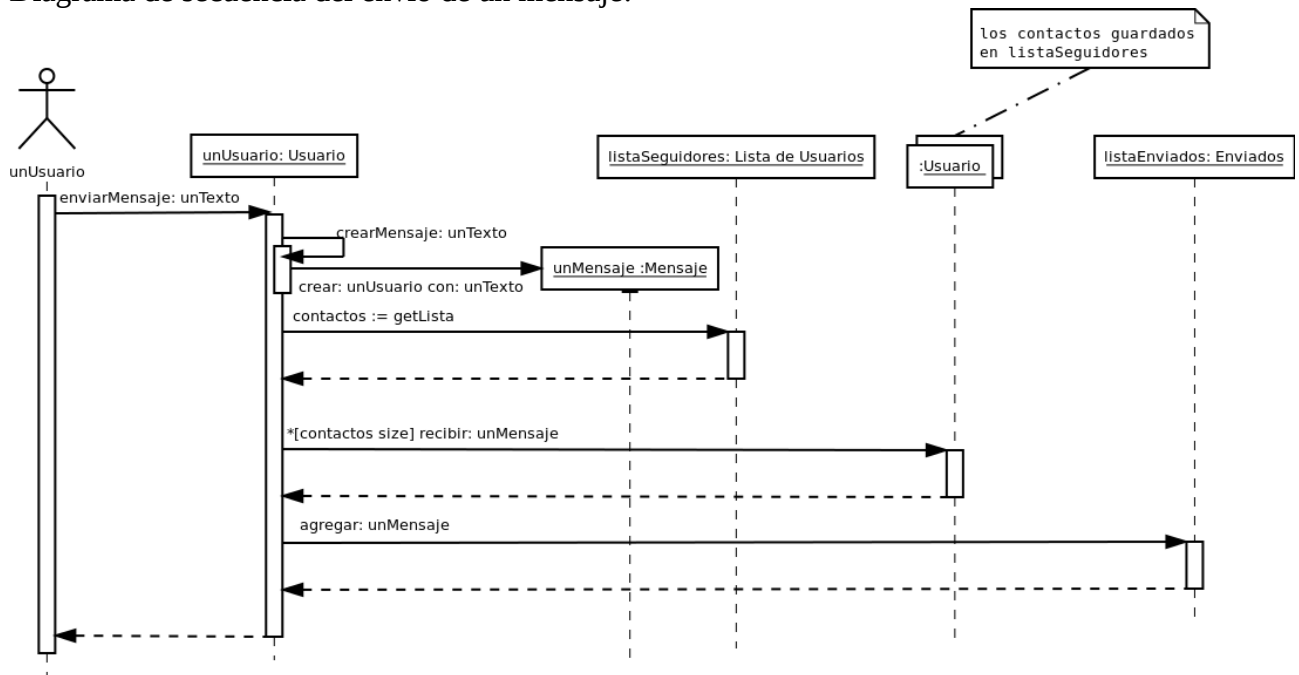 Diagrama de secuencia del envío de un mensaje:
los contactos guardados
en listaSeguidores
unUsuario
unUsuario: Usuario
listaSeguidores: Lista de Usuarios
:Usuario
listaEnviados: Enviados
enviarMensaje: unTexto
crearMensaje: unTexto
unMensaje :Mensaje
crear: unUsuario con: unTexto
contactos := getLista
*[contactos size] recibir: unMensaje
agregar: unMensaje